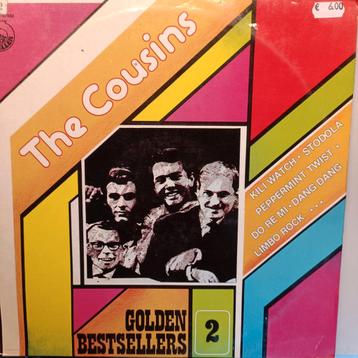 € 6.00
The Cousins
KILI WATCH • STODOLA
PEPPERMINT TWIST •
DO RE MI • DANG DANG
LIMBO ROCK • • •
GOLDEN
BESTSELLERS
2